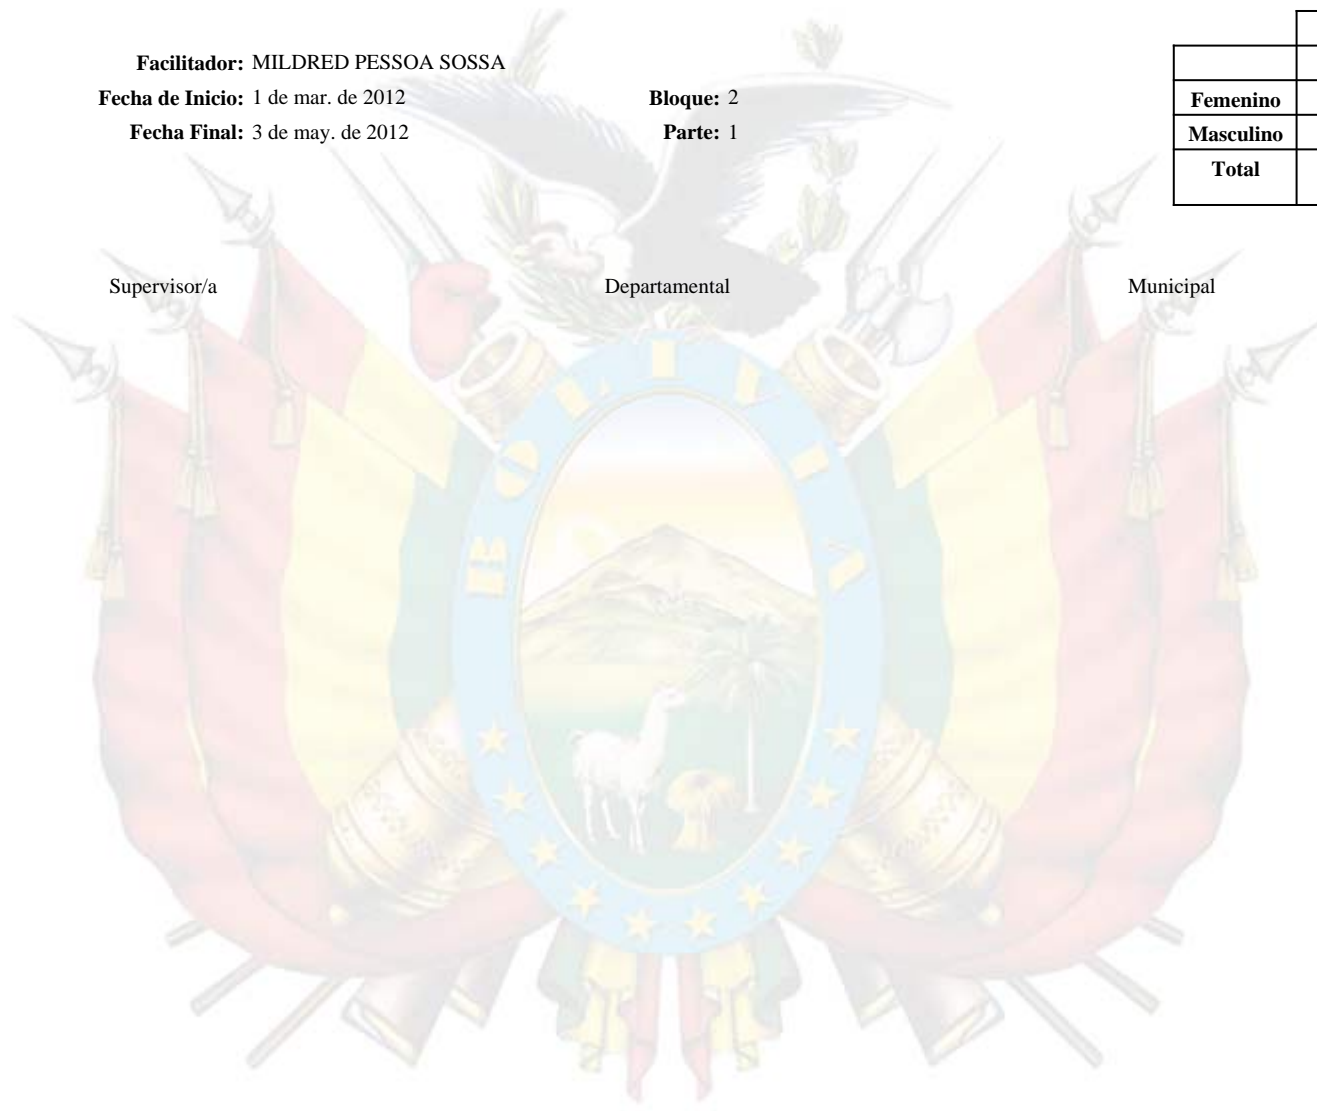 Facilitador: MILDRED PESSOA SOSSA
Fecha de Inicio: 1 de mar. de 2012 Bloque: 2
Fecha Final: 3 de may. de 2012 Parte: 1
Femenino
Masculino
Total
Supervisor/a Departamental Municipal
BOLIVIA